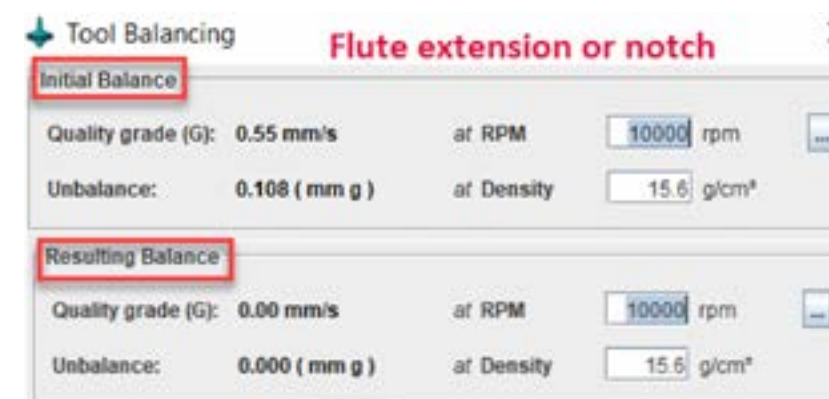 Tool Balancing
Flute extension or notch
Initial Balance
Quality grade (G): 0.55 mm/s at RPM 10000 rpm ...
Unbalance: 0.108 ( mm g ) at Density 15.6 g/cm³
Resulting Balance
Quality grade (G): 0.00 mm/s at RPM 10000 rpm ...
Unbalance: 0.000 ( mm g ) at Density 15.6 g/cm³